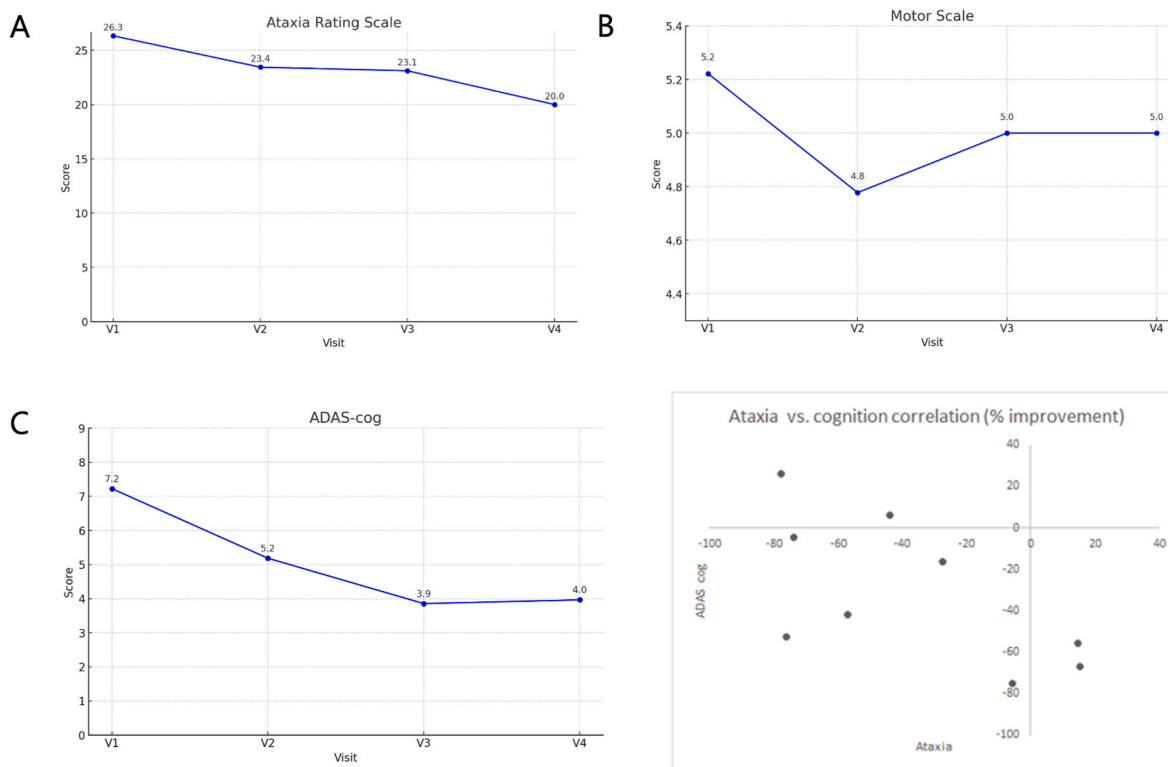 A
Ataxia Rating Scale
26.3
23.4
23.1
20.0
25
20
15
10
5
0
Score
V1 V2 V3 V4
Visit
B
Motor Scale
5.4
5.2
5.0
4.8
4.6
4.4
Score
5.2
4.8
5.0
5.0
V1 V2 V3 V4
Visit
C
ADAS-cog
9
8
7
6
5
4
3
2
1
0
Score
7.2
5.2
3.9
4.0
V1 V2 V3 V4
Visit
Ataxia vs. cognition correlation (% improvement)
40
20
0
-20
-40
-60
-80
-100
-100 -80 -60 -40 -20 0 20 40
ADAS cog
Ataxia